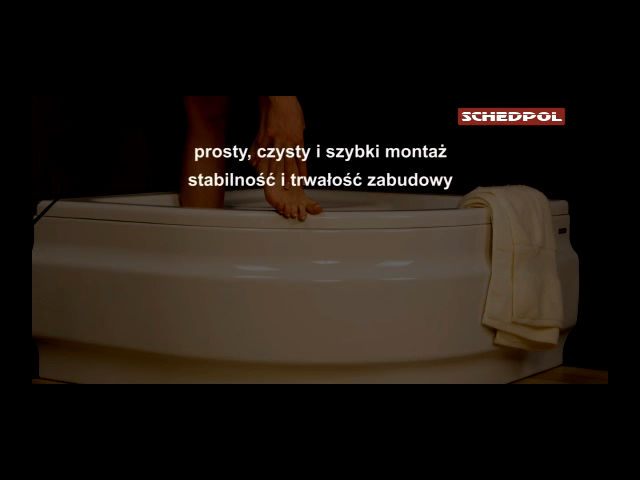 SCHEDPOL
prosty, czysty i szybki montaż
stabilność i trwałość zabudowy